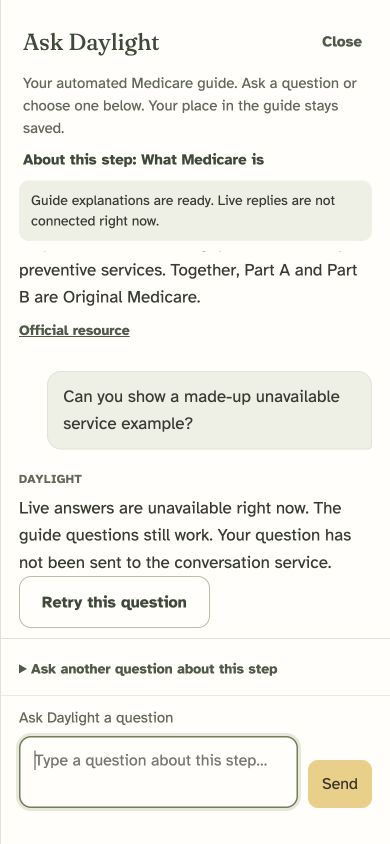 Ask Daylight
Close
Your automated Medicare guide. Ask a question or
choose one below. Your place in the guide stays
saved.
About this step: What Medicare is
Guide explanations are ready. Live replies are not
connected right now.
preventive services. Together, Part A and Part
B are Original Medicare.
Official resource
Can you show a made-up unavailable
service example?
DAYLIGHT
Live answers are unavailable right now. The
guide questions still work. Your question has
not been sent to the conversation service.
Retry this question
Ask another question about this step
Ask Daylight a question
Type a question about this step...
Send